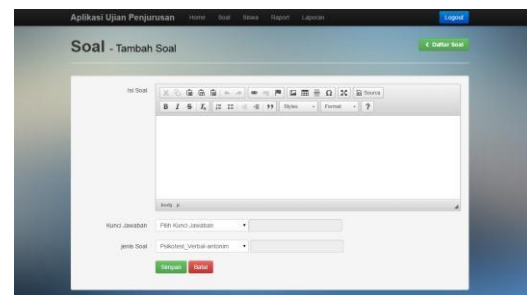 Aplikasi Ujian Penjurusan Home Soal Siswa Raport Laporan Logout
Soal - Tambah Soal
Daftar Soal
Isi Soal
Source
B I S Ix Styles Format ?
body p
Kunci Jawaban Pilih Kunci Jawaban
jenis Soal Psikotest_Verbal-antonim
Simpan Batal